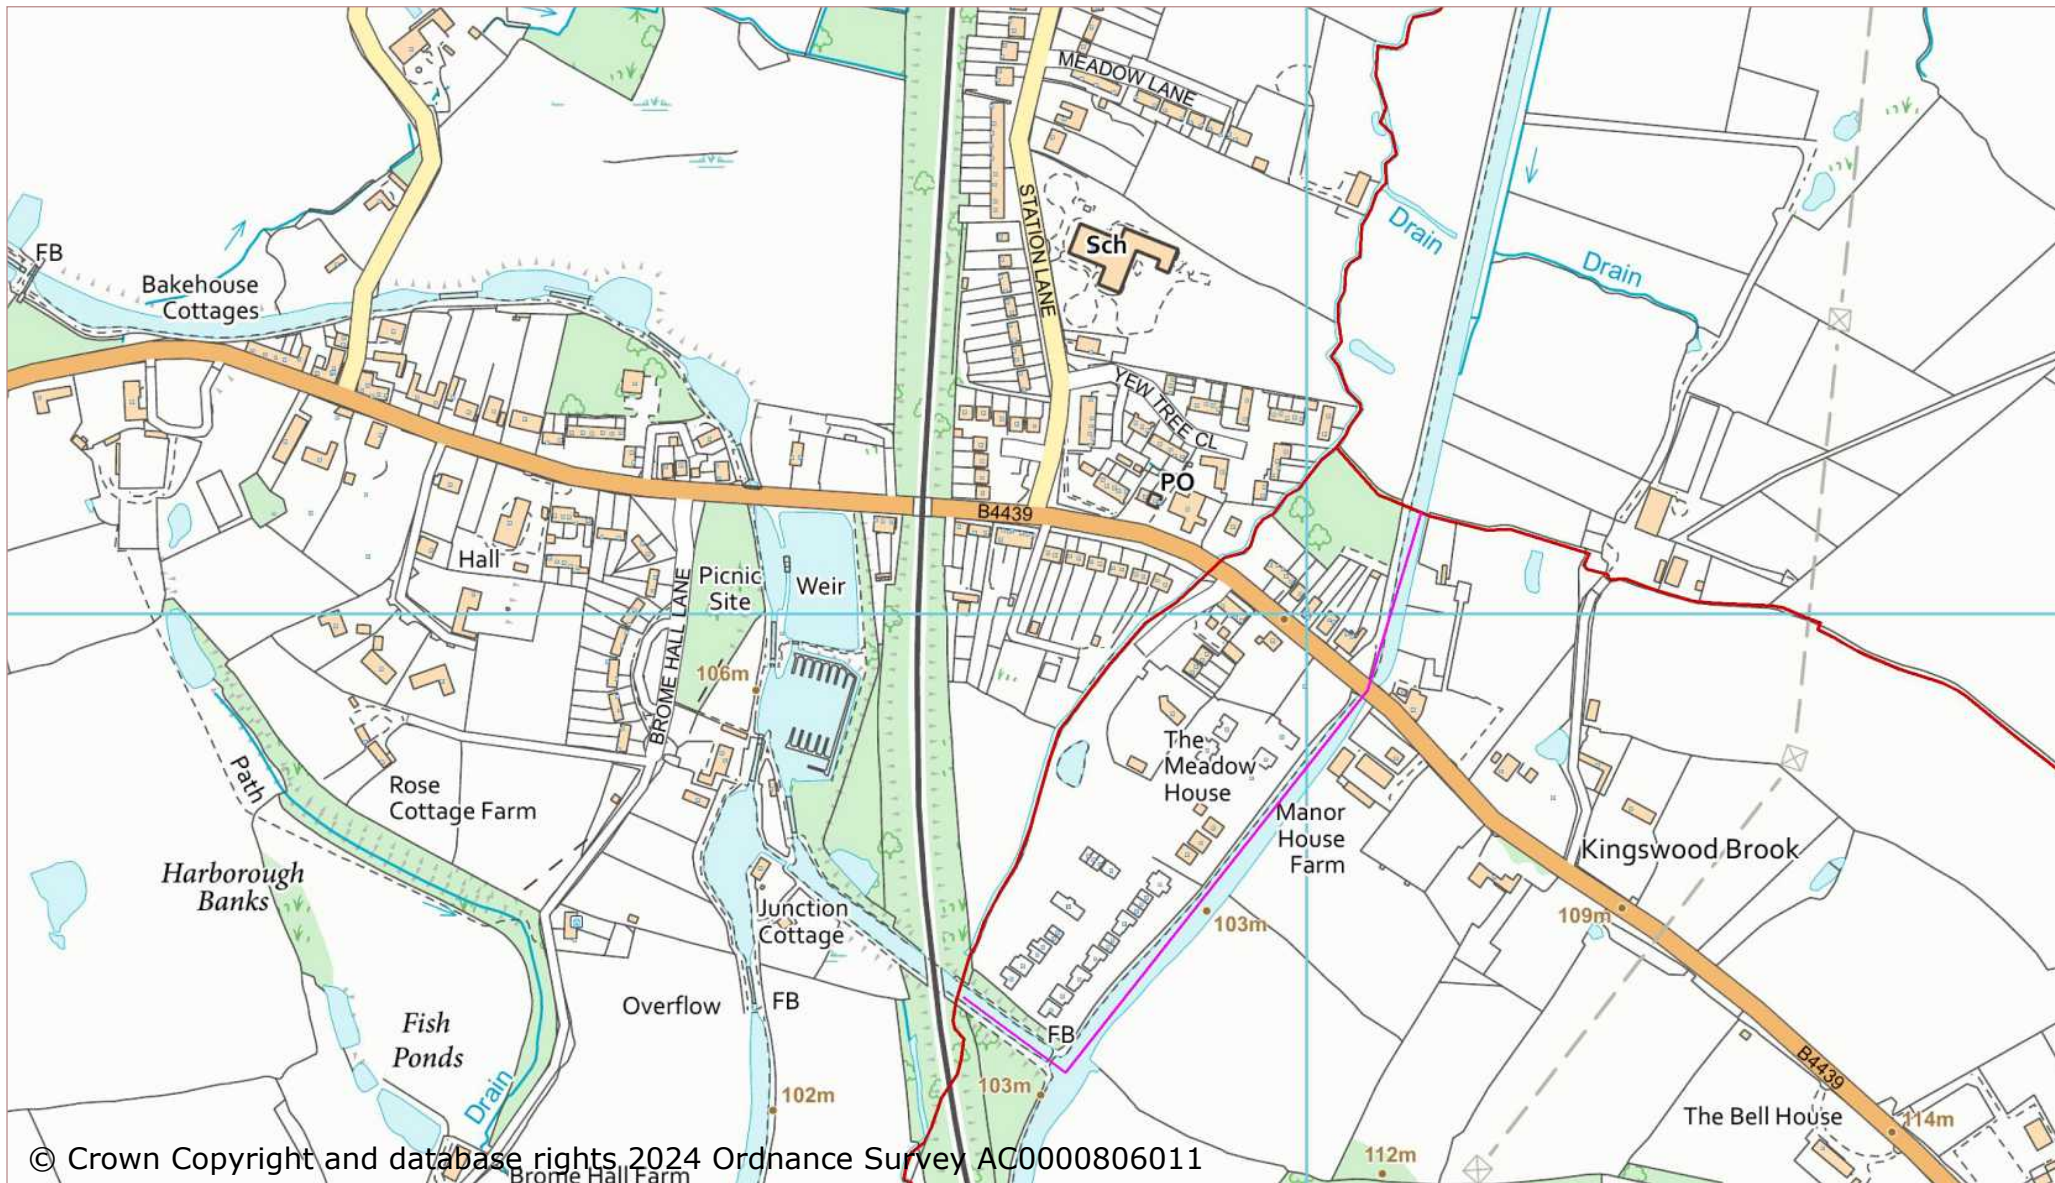 MEADOW LANE
FB
Bakehouse
Cottages
STATION LANE
Sch
Drain
Drain
YEW TREE CL
PO
B4439
Hall
Picnic
Site
Weir
BROME HALL LANE
106m
Path
Rose
Cottage Farm
The
Meadow
House
Manor
House
Farm
Kingswood Brook
Harborough
Banks
Junction
Cottage
103m
109m
Overflow
FB
Fish
Ponds
FB
103m
102m
Drain
B4439
The Bell House
114m
112m
© Crown Copyright and database rights 2024 Ordnance Survey AC0000806011
Brome Hall Farm